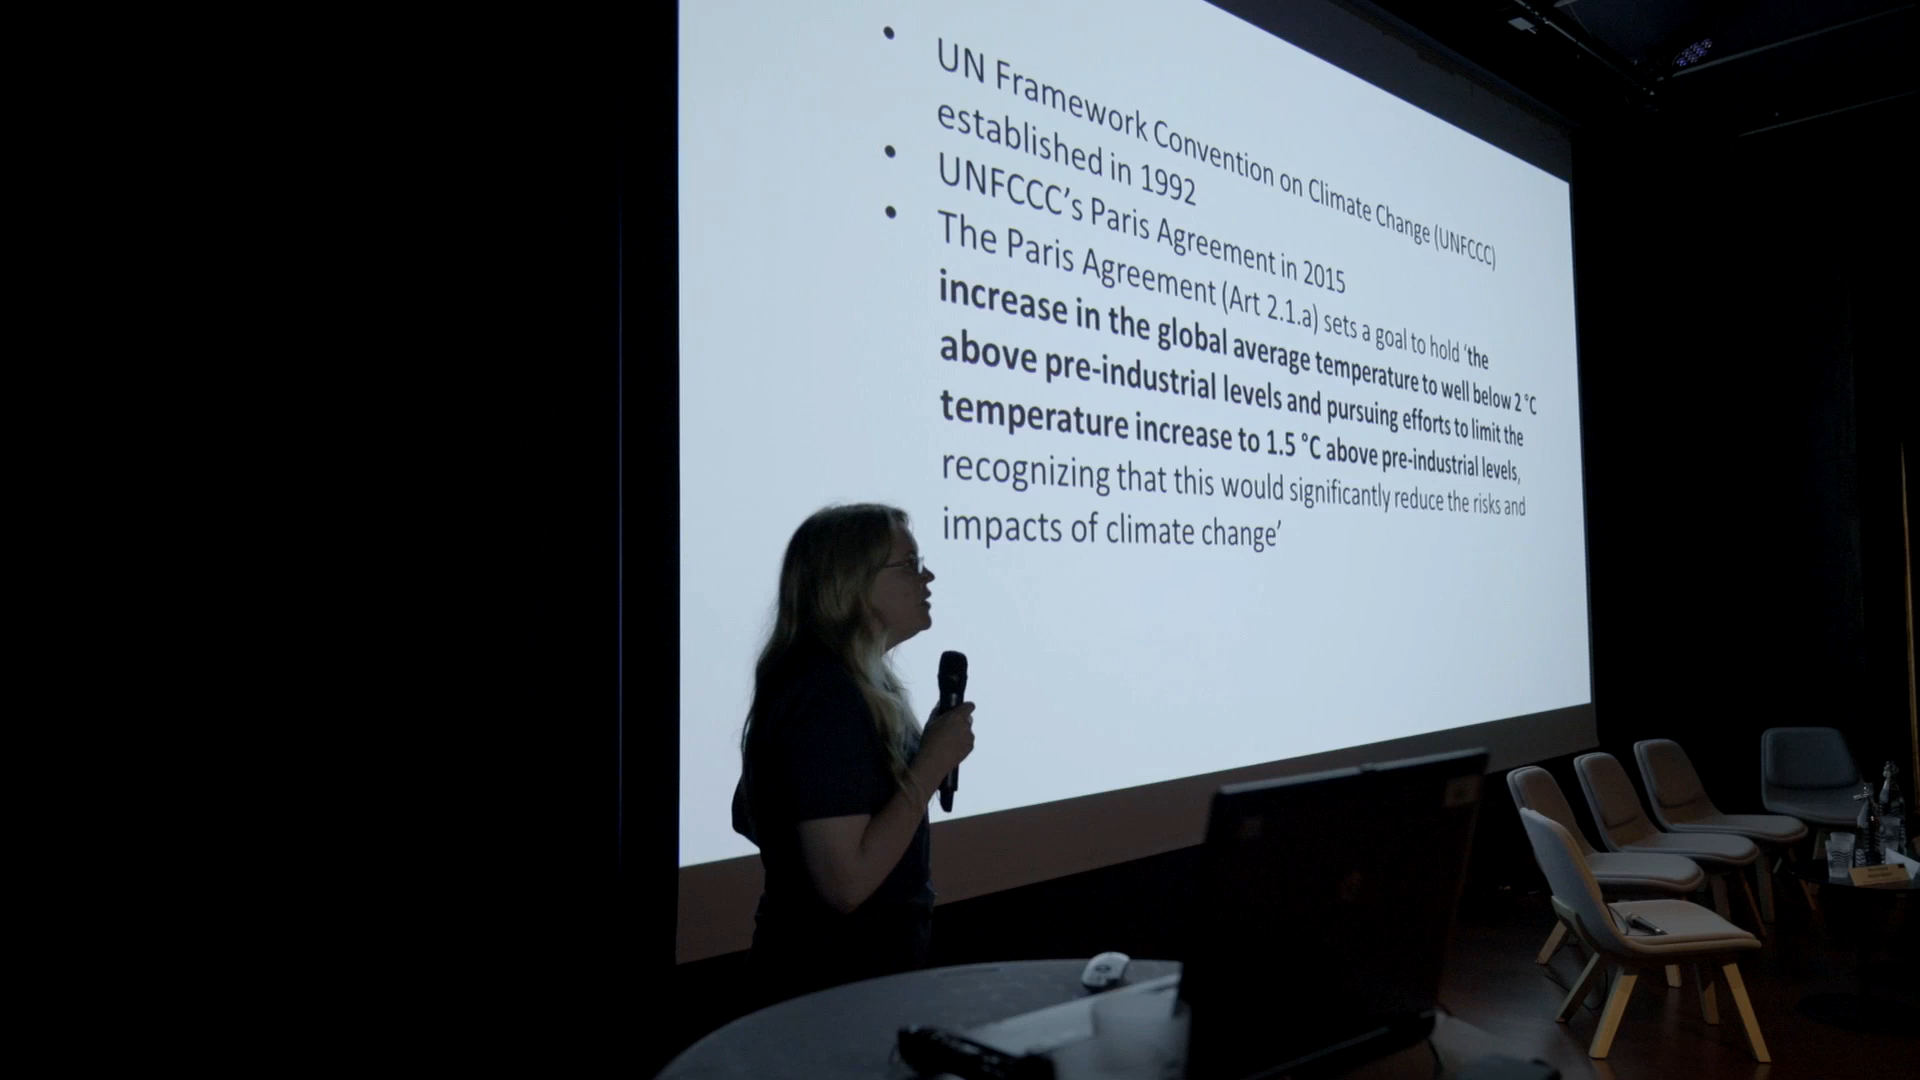 • UN Framework Convention on Climate Change (UNFCCC)
established in 1992
• UNFCCC’s Paris Agreement in 2015
• The Paris Agreement (Art 2.1.a) sets a goal to hold ‘the
increase in the global average temperature to well below 2 °C
above pre-industrial levels and pursuing efforts to limit the
temperature increase to 1.5 °C above pre-industrial levels,
recognizing that this would significantly reduce the risks and
impacts of climate change’